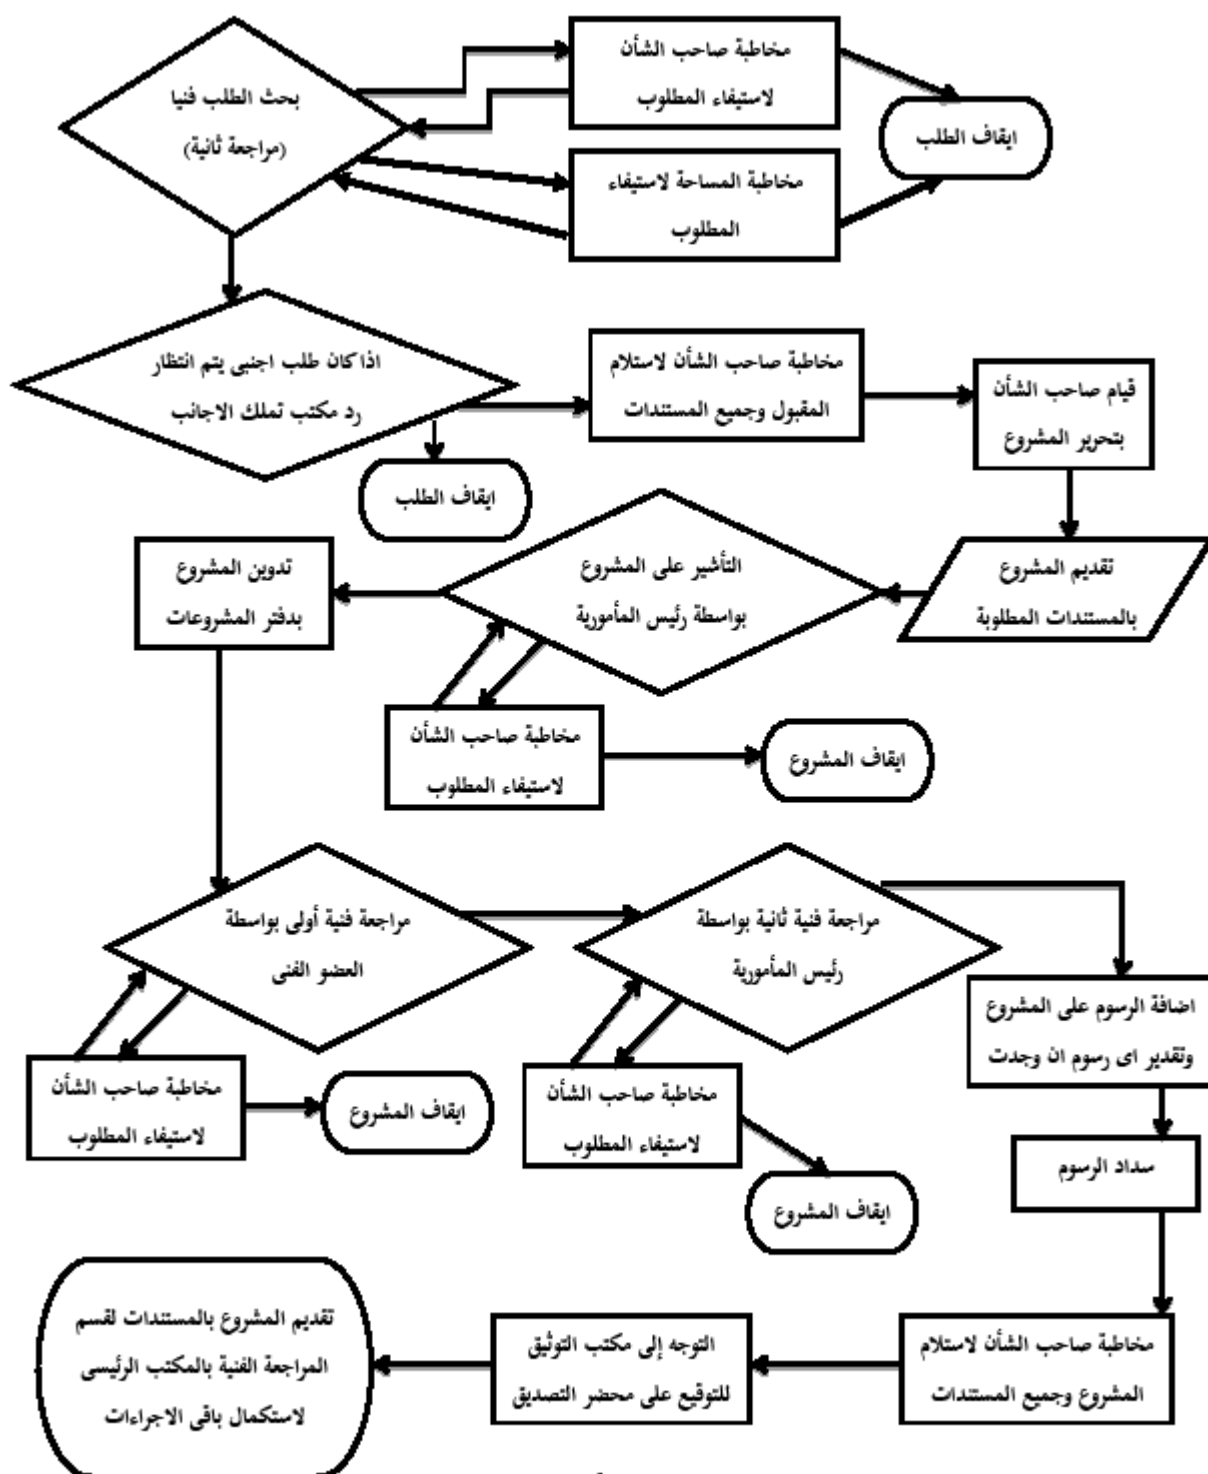 بحث الطلب فنيا
(مراجعة ثانية)
مخاطبة صاحب الشأن
لاستيفاء المطلوب
ايقاف الطلب
مخاطبة المساحة لاستيفاء
المطلوب
اذا كان طلب اجنبى يتم انتظار
رد مكتب تملك الاجانب
مخاطبة صاحب الشأن لاستلام
المقبول وجميع المستندات
قيام صاحب الشأن
بتحرير المشروع
ايقاف الطلب
تقديم المشروع
بالمستندات المطلوبة
التأشير على المشروع
بواسطة رئيس المأمورية
تدوين المشروع
بدفتر المشروعات
مخاطبة صاحب الشأن
لاستيفاء المطلوب
ايقاف المشروع
مراجعة فنية أولى بواسطة
العضو الفنى
مراجعة فنية ثانية بواسطة
رئيس المأمورية
اضافة الرسوم على المشروع
وتقدير اى رسوم ان وجدت
مخاطبة صاحب الشأن
لاستيفاء المطلوب
ايقاف المشروع
مخاطبة صاحب الشأن
لاستيفاء المطلوب
ايقاف المشروع
سداد الرسوم
مخاطبة صاحب الشأن لاستلام
المشروع وجميع المستندات
التوجه إلى مكتب التوثيق
للتوقيع على محضر التصديق
تقديم المشروع بالمستندات لقسم
المراجعة الفنية بالمكتب الرئيسى
لاستكمال باقى الاجراءات